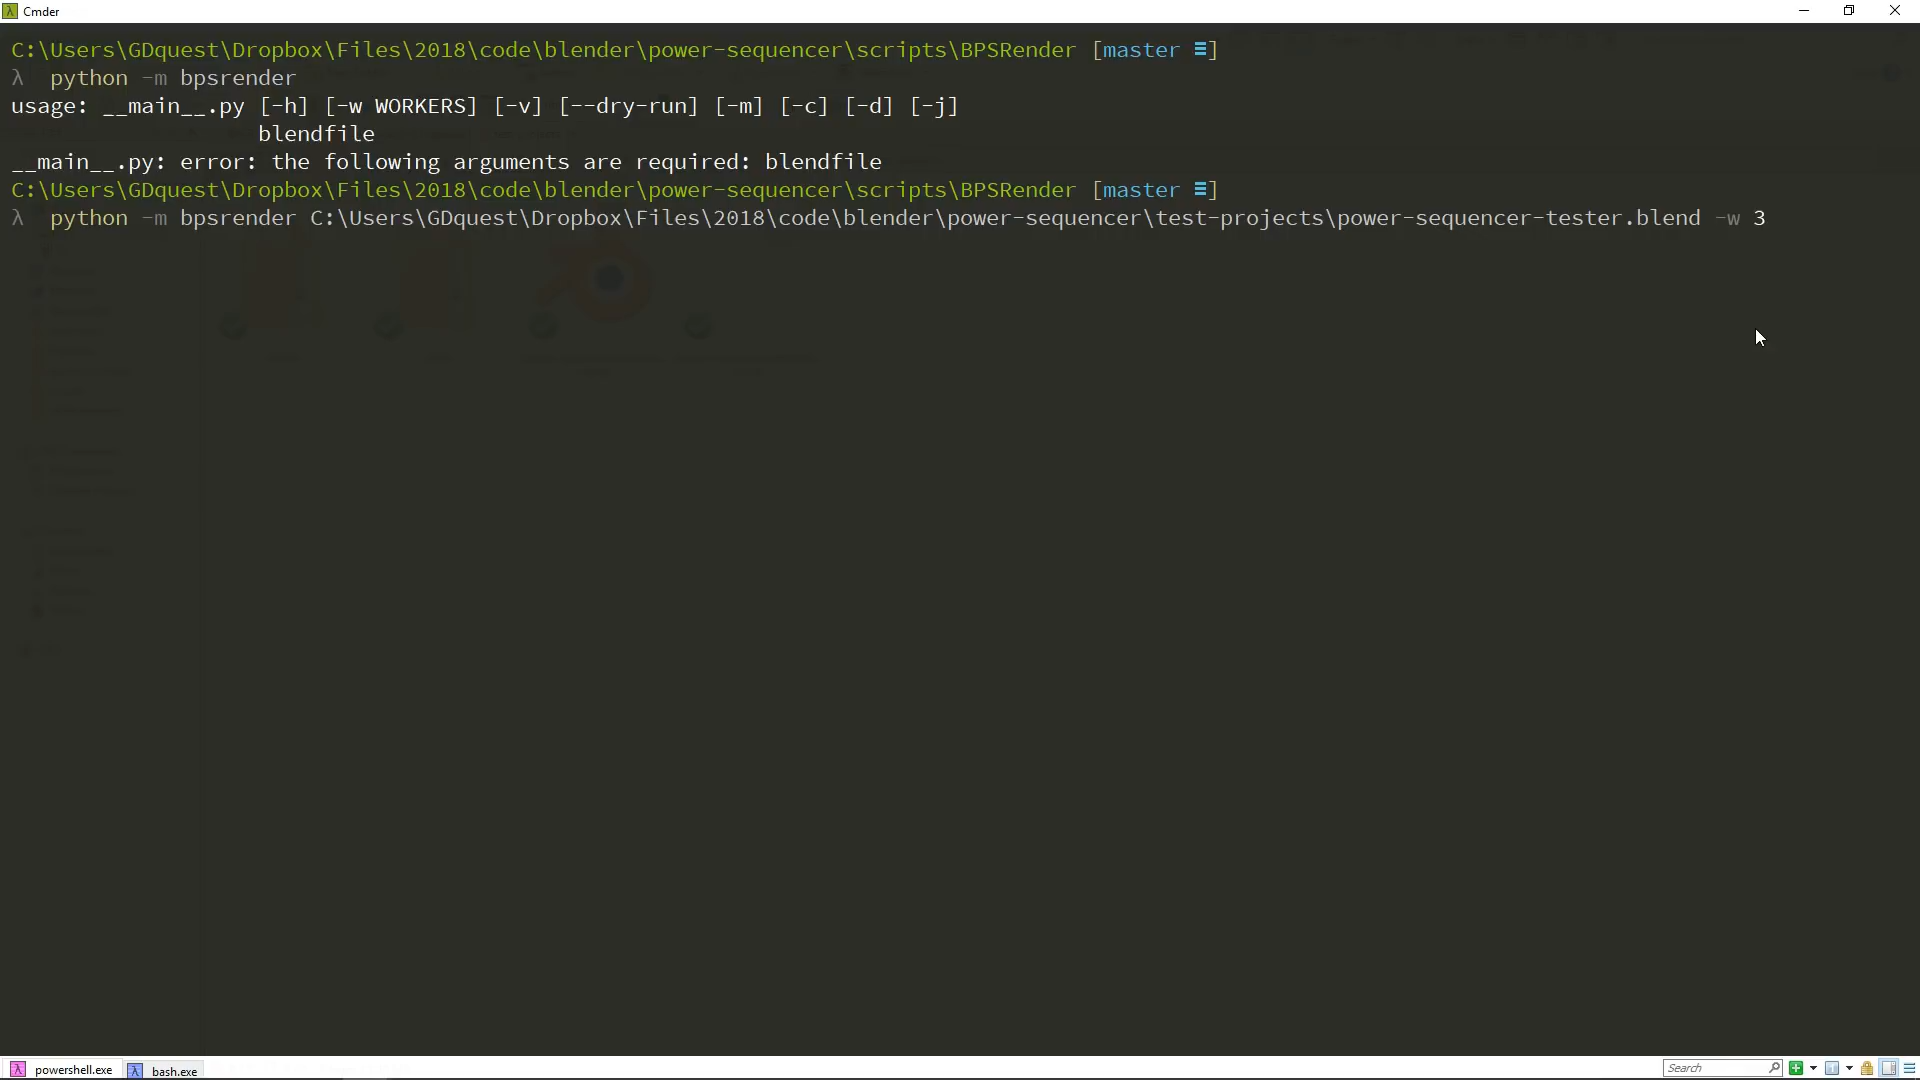 Cmder
C:\Users\GDquest\Dropbox\Files\2018\code\blender\power-sequencer\scripts\BPSRender [master ≡]
λ python -m bpsrender
usage: __main__.py [-h] [-w WORKERS] [-v] [--dry-run] [-m] [-c] [-d] [-j]
blendfile
__main__.py: error: the following arguments are required: blendfile
C:\Users\GDquest\Dropbox\Files\2018\code\blender\power-sequencer\scripts\BPSRender [master ≡]
λ python -m bpsrender C:\Users\GDquest\Dropbox\Files\2018\code\blender\power-sequencer\test-projects\power-sequencer-tester.blend -w 3
powershell.exe
bash.exe
Search